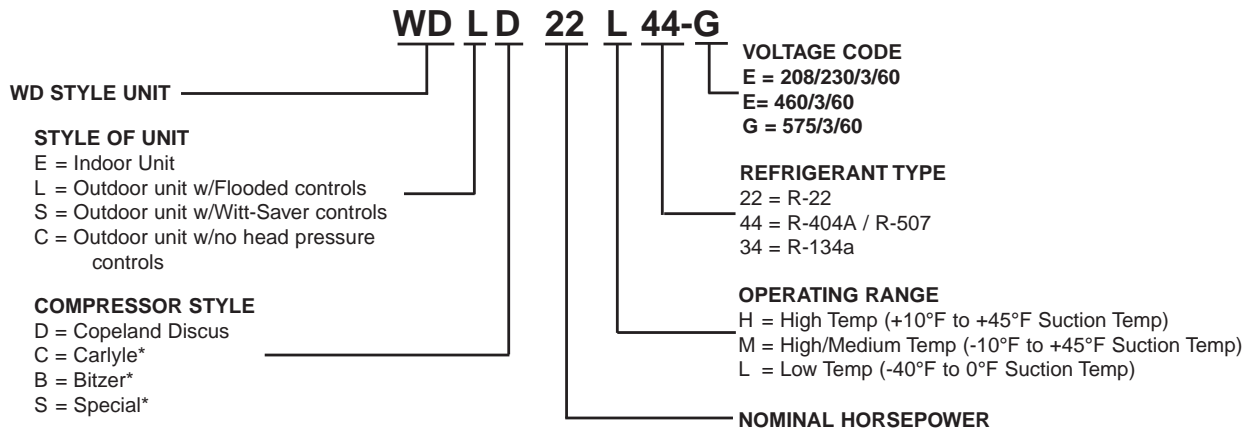 WD L D 22 L 44-G
WD STYLE UNIT
STYLE OF UNIT
E = Indoor Unit
L = Outdoor unit w/Flooded controls
S = Outdoor unit w/Witt-Saver controls
C = Outdoor unit w/no head pressure
controls
COMPRESSOR STYLE
D = Copeland Discus
C = Carlyle*
B = Bitzer*
S = Special*
VOLTAGE CODE
E = 208/230/3/60
E= 460/3/60
G = 575/3/60
REFRIGERANT TYPE
22 = R-22
44 = R-404A / R-507
34 = R-134a
OPERATING RANGE
H = High Temp (+10°F to +45°F Suction Temp)
M = High/Medium Temp (-10°F to +45°F Suction Temp)
L = Low Temp (-40°F to 0°F Suction Temp)
NOMINAL HORSEPOWER